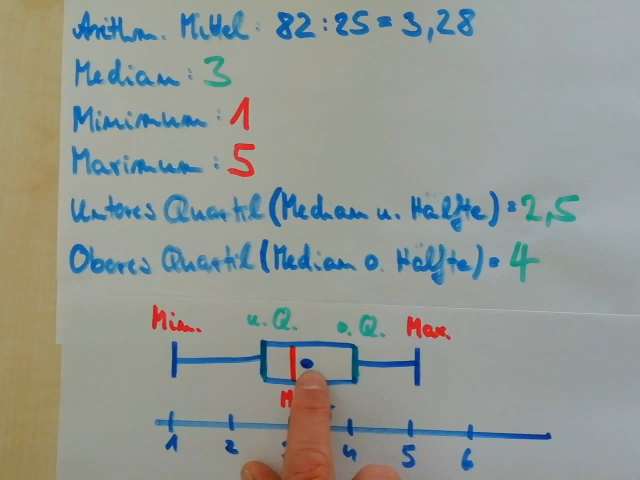 Arithm. Mittel: 82:25=3,28
Median: 3
Minimum: 1
Maximum: 5
Unteres Quartil (Median u. Hälfte)=2,5
Oberes Quartil (Median o. Hälfte)=4
Min. u.Q. o.Q. Max.
1 2 4 5 6